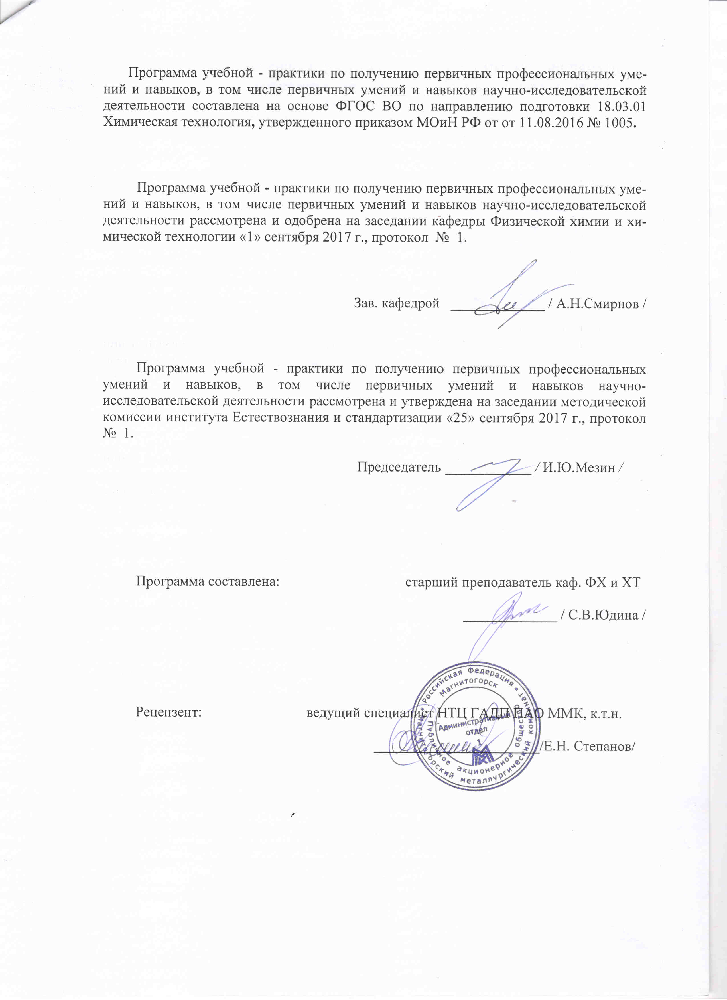 Программа учебной - практики по получению первичных профессиональных уме-
ний и навыков, в том числе первичных умений и навыков научно-исследовательской
деятельности составлена на основе ФГОС ВО по направлению подготовки 18.03.01
Химическая технология, утвержденного приказом МОиН РФ от от 11.08.2016 № 1005.
Программа учебной - практики по получению первичных профессиональных уме-
ний и навыков, в том числе первичных умений и навыков научно-исследовательской
деятельности рассмотрена и одобрена на заседании кафедры Физической химии и хи-
мической технологии «1» сентября 2017 г., протокол № 1.
Зав. кафедрой / А.Н.Смирнов /
Программа учебной - практики по получению первичных профессиональных
умений и навыков, в том числе первичных умений и навыков научно-
исследовательской деятельности рассмотрена и утверждена на заседании методической
комиссии института Естествознания и стандартизации «25» сентября 2017 г., протокол
№ 1.
Председатель / И.Ю.Мезин /
Программа составлена: старший преподаватель каф. ФХ и ХТ
/ С.В.Юдина /
Рецензент: ведущий специалист НТЦ ГАДП ПАО ММК, к.т.н.
/Е.Н. Степанов/
* Российская Федерация * Магнитогорский металлургический комбинат
Магнитогорск
Публичное акционерное общество
Административный
отдел
1